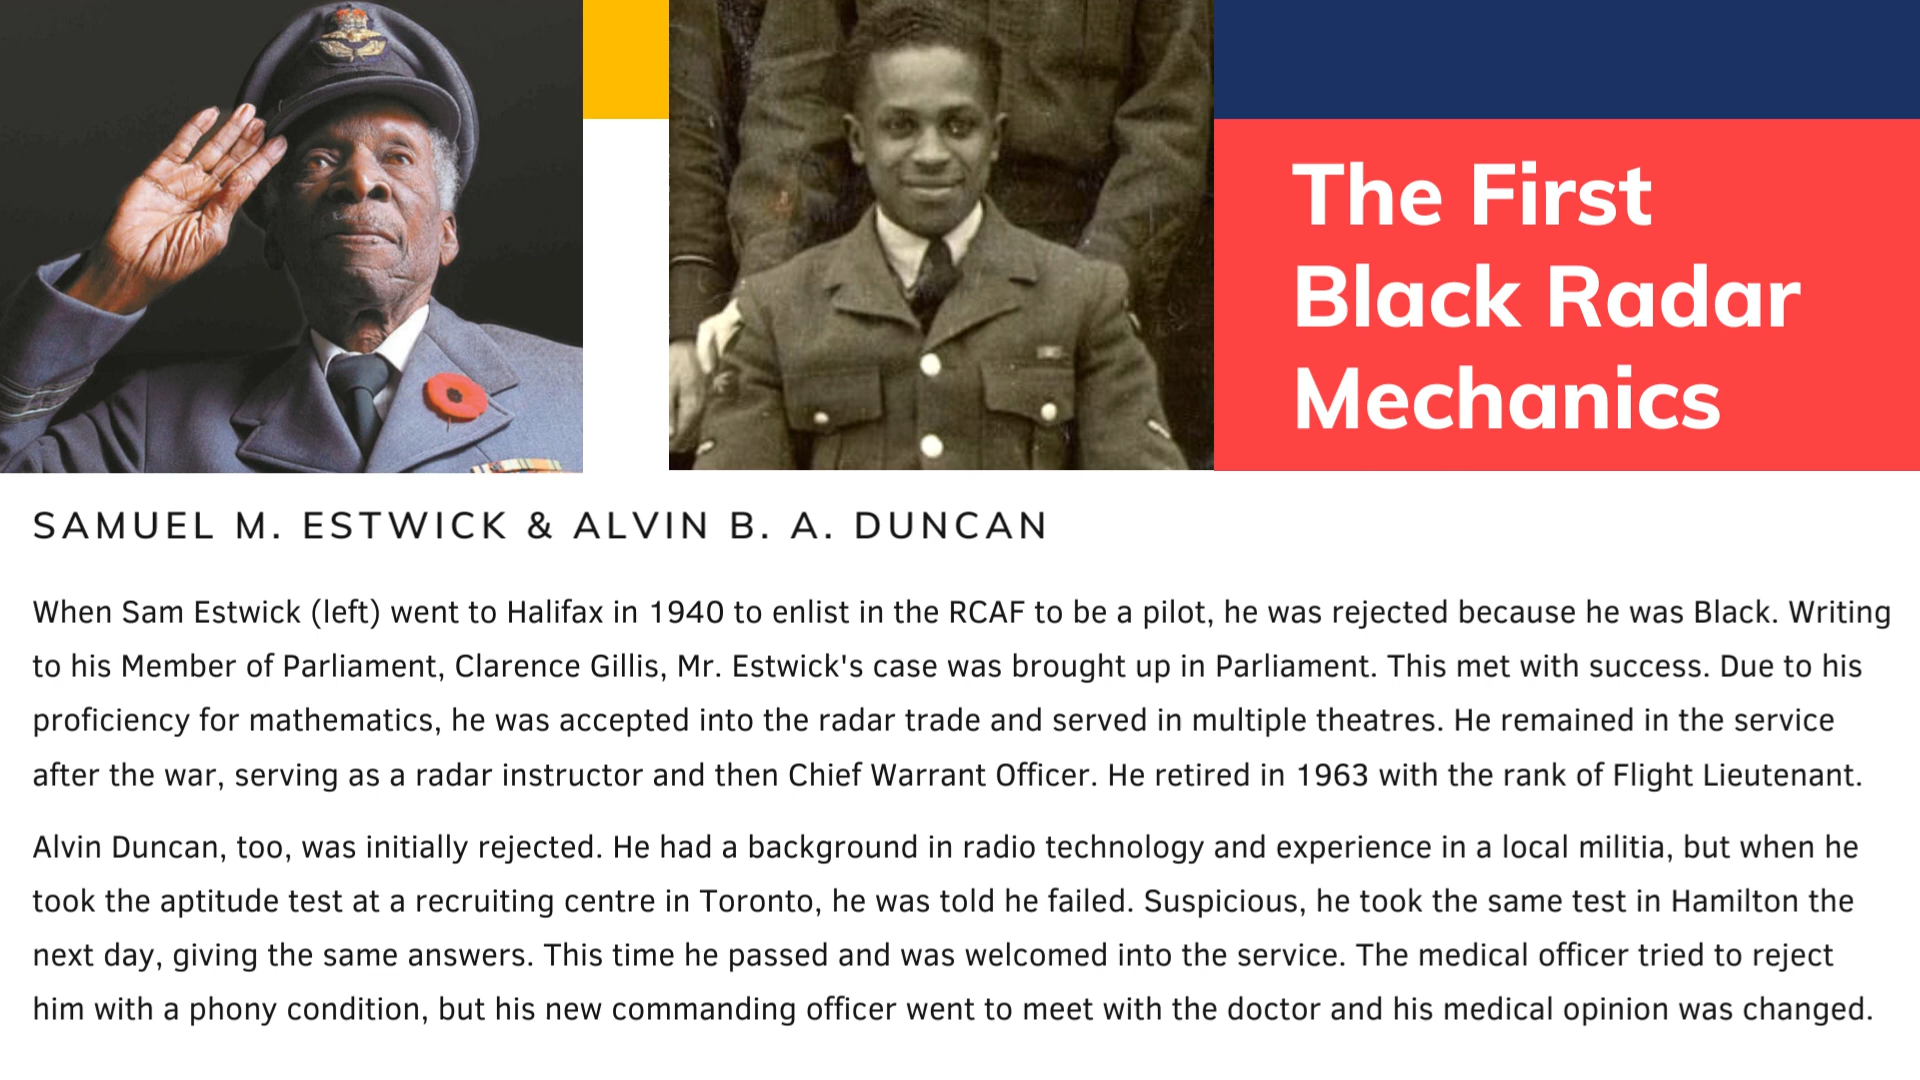 The First
Black Radar
Mechanics
SAMUEL M. ESTWICK & ALVIN B. A. DUNCAN
When Sam Estwick (left) went to Halifax in 1940 to enlist in the RCAF to be a pilot, he was rejected because he was Black. Writing
to his Member of Parliament, Clarence Gillis, Mr. Estwick's case was brought up in Parliament. This met with success. Due to his
proficiency for mathematics, he was accepted into the radar trade and served in multiple theatres. He remained in the service
after the war, serving as a radar instructor and then Chief Warrant Officer. He retired in 1963 with the rank of Flight Lieutenant.
Alvin Duncan, too, was initially rejected. He had a background in radio technology and experience in a local militia, but when he
took the aptitude test at a recruiting centre in Toronto, he was told he failed. Suspicious, he took the same test in Hamilton the
next day, giving the same answers. This time he passed and was welcomed into the service. The medical officer tried to reject
him with a phony condition, but his new commanding officer went to meet with the doctor and his medical opinion was changed.